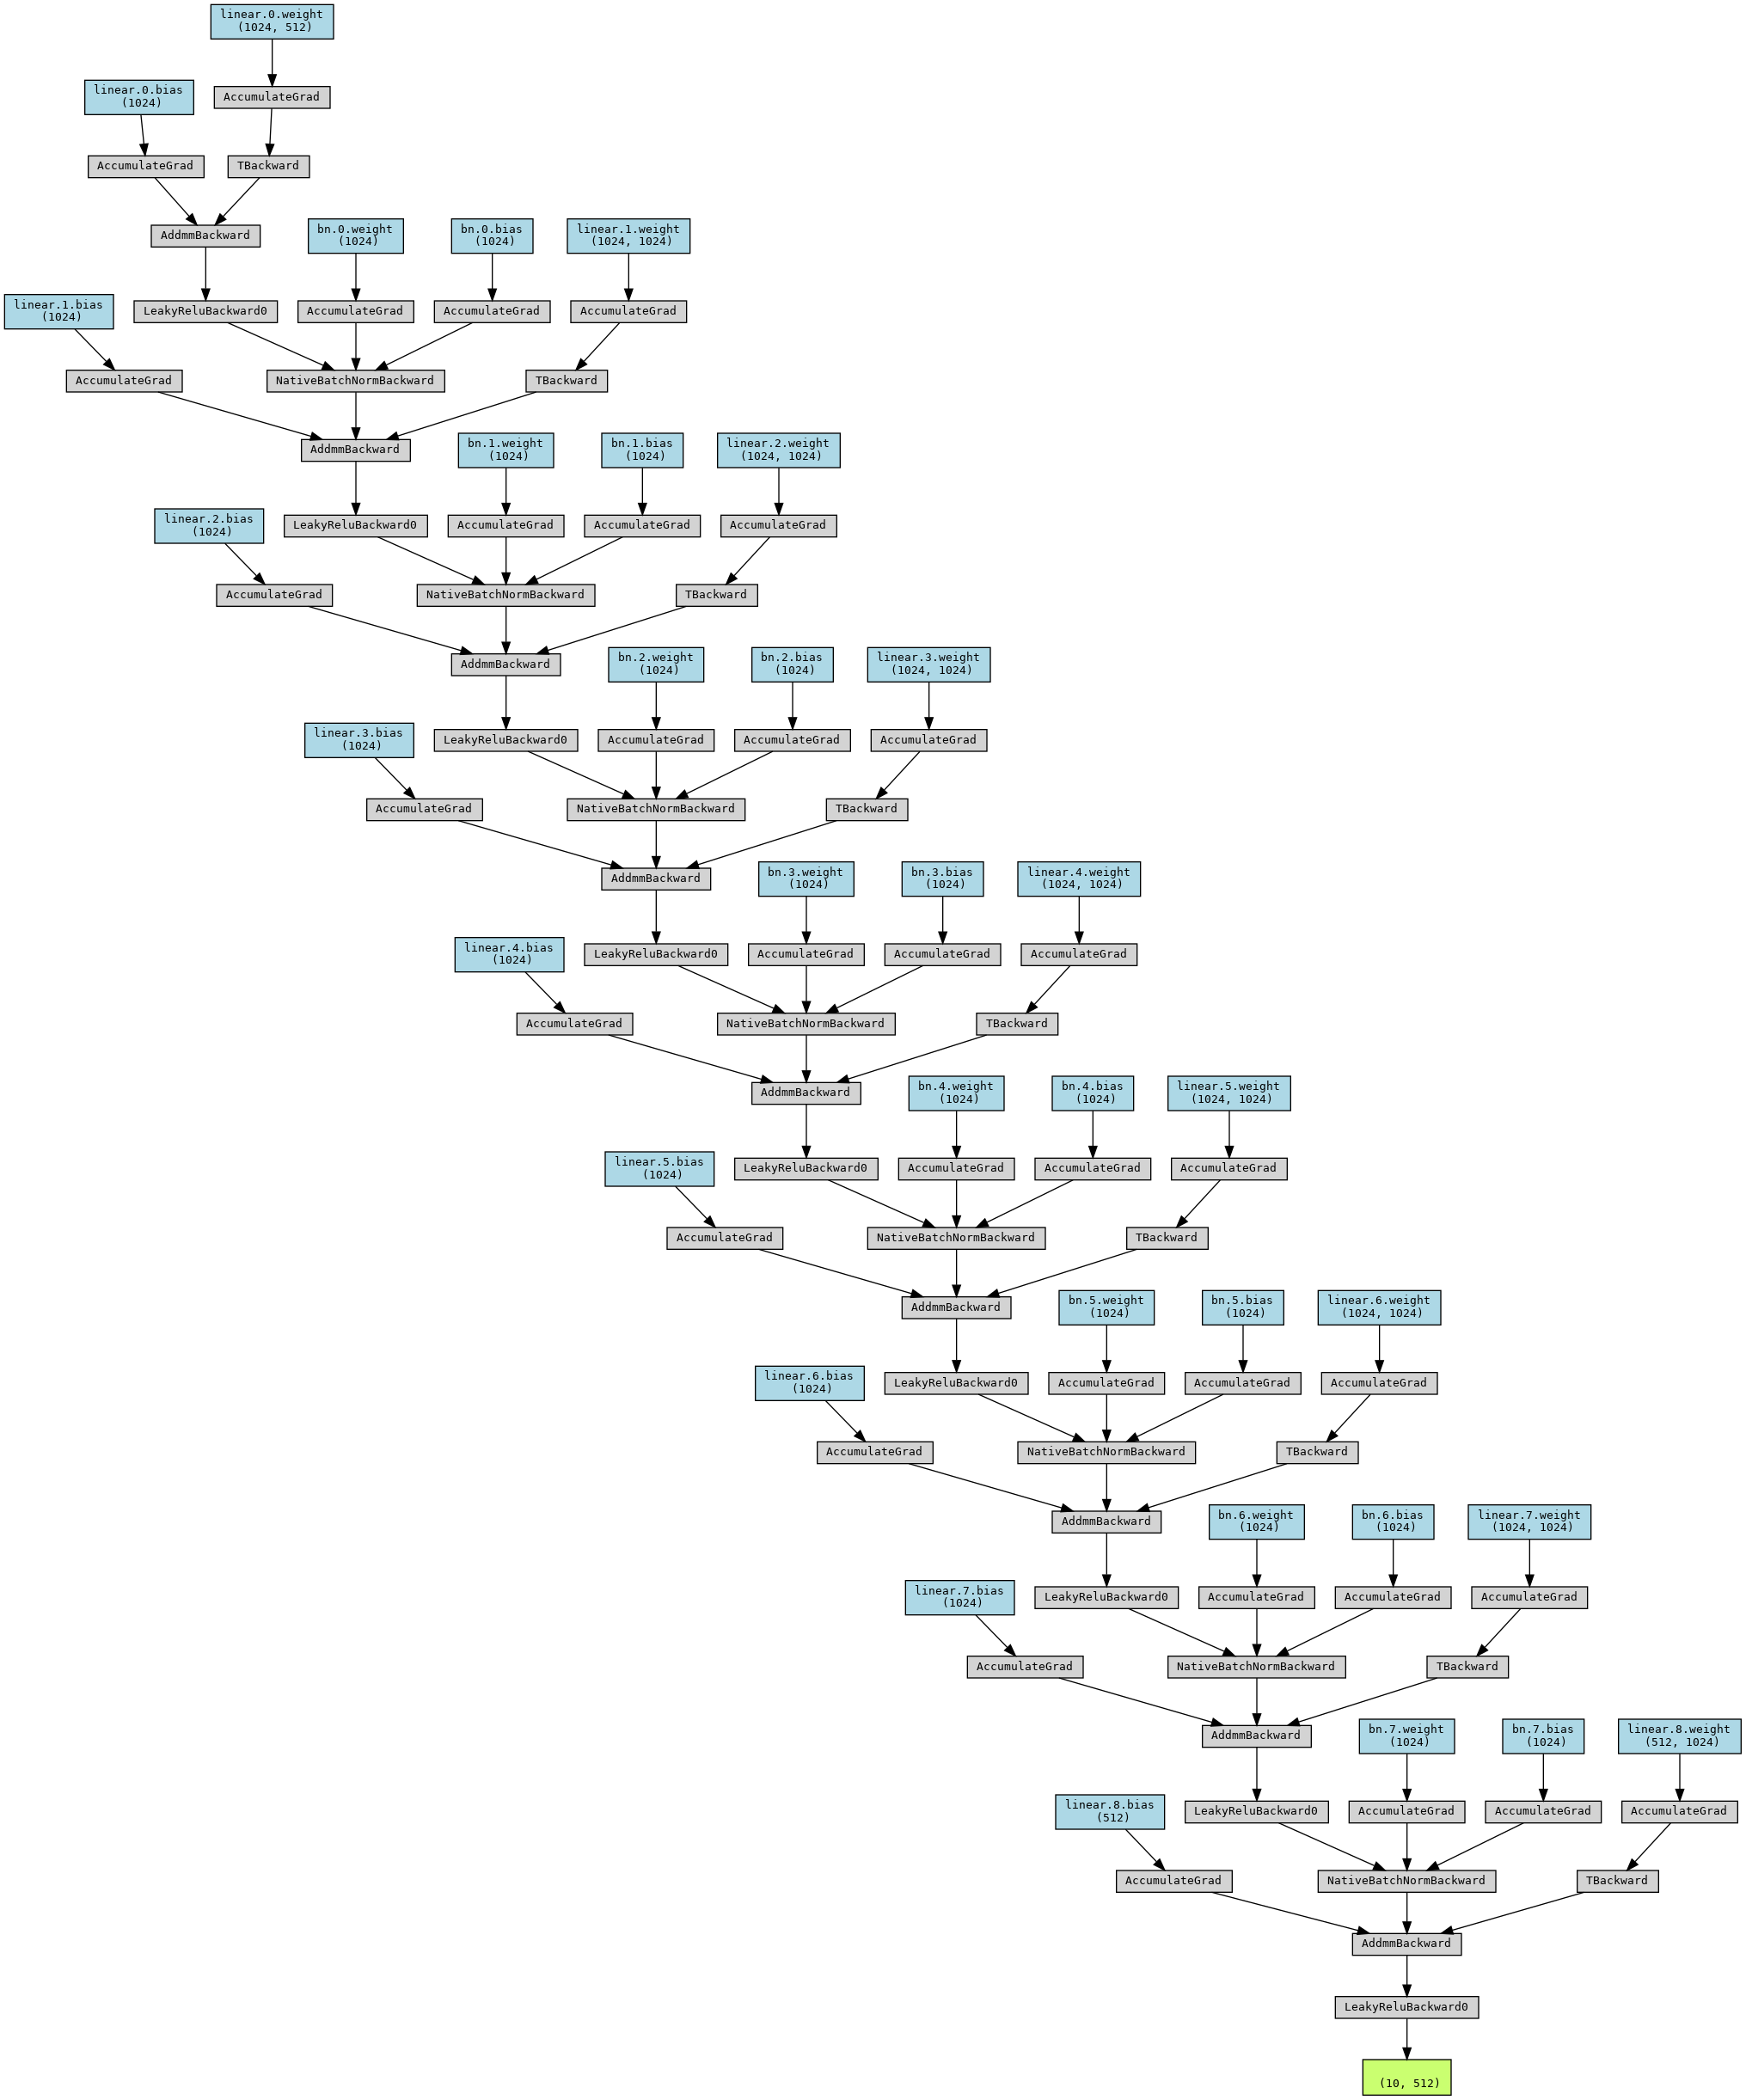 linear.0.weight
(1024, 512)
linear.0.bias
(1024)
AccumulateGrad
AccumulateGrad
TBackward
AddmmBackward
bn.0.weight
(1024)
bn.0.bias
(1024)
linear.1.weight
(1024, 1024)
linear.1.bias
(1024)
LeakyReluBackward0
AccumulateGrad
AccumulateGrad
AccumulateGrad
AccumulateGrad
NativeBatchNormBackward
TBackward
AddmmBackward
bn.1.weight
(1024)
bn.1.bias
(1024)
linear.2.weight
(1024, 1024)
linear.2.bias
(1024)
LeakyReluBackward0
AccumulateGrad
AccumulateGrad
AccumulateGrad
AccumulateGrad
NativeBatchNormBackward
TBackward
AddmmBackward
bn.2.weight
(1024)
bn.2.bias
(1024)
linear.3.weight
(1024, 1024)
linear.3.bias
(1024)
LeakyReluBackward0
AccumulateGrad
AccumulateGrad
AccumulateGrad
AccumulateGrad
NativeBatchNormBackward
TBackward
AddmmBackward
bn.3.weight
(1024)
bn.3.bias
(1024)
linear.4.weight
(1024, 1024)
linear.4.bias
(1024)
LeakyReluBackward0
AccumulateGrad
AccumulateGrad
AccumulateGrad
AccumulateGrad
NativeBatchNormBackward
TBackward
AddmmBackward
bn.4.weight
(1024)
bn.4.bias
(1024)
linear.5.weight
(1024, 1024)
linear.5.bias
(1024)
LeakyReluBackward0
AccumulateGrad
AccumulateGrad
AccumulateGrad
AccumulateGrad
NativeBatchNormBackward
TBackward
AddmmBackward
bn.5.weight
(1024)
bn.5.bias
(1024)
linear.6.weight
(1024, 1024)
linear.6.bias
(1024)
LeakyReluBackward0
AccumulateGrad
AccumulateGrad
AccumulateGrad
AccumulateGrad
NativeBatchNormBackward
TBackward
AddmmBackward
bn.6.weight
(1024)
bn.6.bias
(1024)
linear.7.weight
(1024, 1024)
linear.7.bias
(1024)
LeakyReluBackward0
AccumulateGrad
AccumulateGrad
AccumulateGrad
AccumulateGrad
NativeBatchNormBackward
TBackward
AddmmBackward
bn.7.weight
(1024)
bn.7.bias
(1024)
linear.8.weight
(512, 1024)
linear.8.bias
(512)
LeakyReluBackward0
AccumulateGrad
AccumulateGrad
AccumulateGrad
AccumulateGrad
NativeBatchNormBackward
TBackward
AddmmBackward
LeakyReluBackward0
(10, 512)